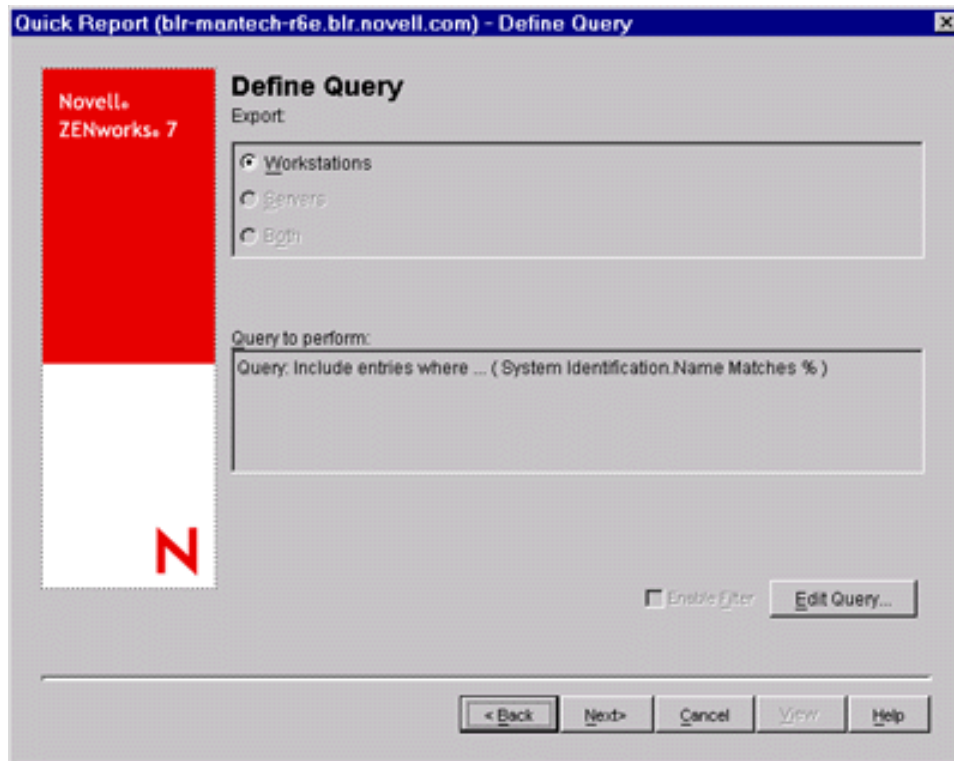 Quick Report (blr-mantech-r6e.blr.novell.com) - Define Query
Novell®
ZENworks® 7
Define Query
Export:
Workstations
Servers
Both
Query to perform:
Query: Include entries where ... ( System Identification.Name Matches % )
N
Enable Filter
Edit Query...
< Back
Next>
Cancel
View
Help